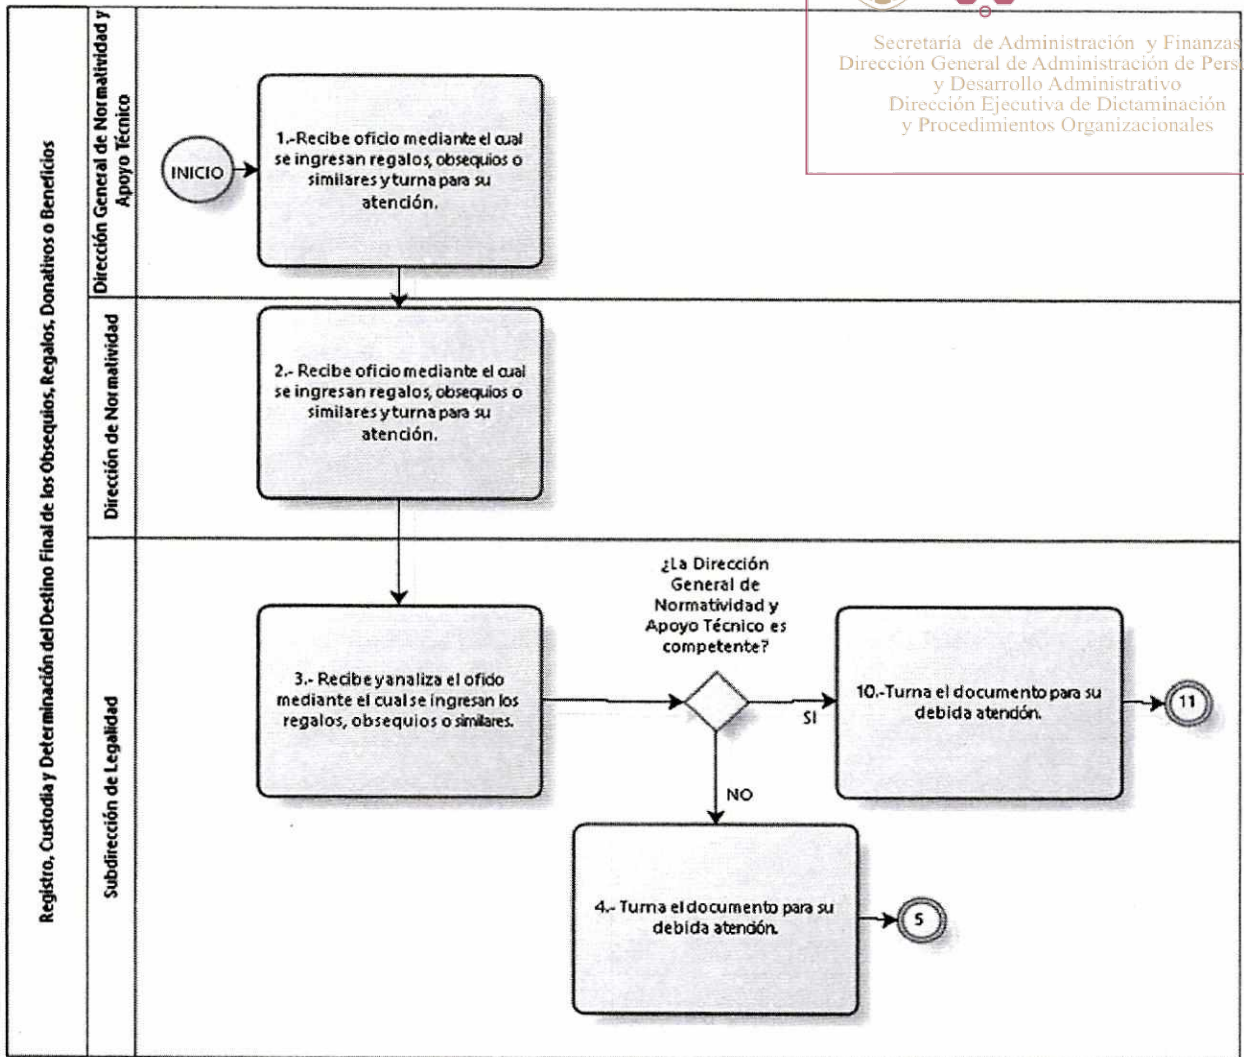 Secretaría de Administración y Finanzas
Dirección General de Administración de Pers
y Desarrollo Administrativo
Dirección Ejecutiva de Dictaminación
y Procedimientos Organizacionales
Registro, Custodia y Determinación del Destino Final de los Obsequios, Regalos, Donativos o Beneficios
Dirección General de Normatividad y
Apoyo Técnico
INICIO
1.-Recibe oficio mediante el cual
se ingresan regalos, obsequios o
similares y turna para su
atención.
Dirección de Normatividad
2.- Recibe oficio mediante el cual
se ingresan regalos, obsequios o
similares y turna para su
atención.
Subdirección de Legalidad
3.- Recibe y analiza el oficio
mediante el cual se ingresan los
regalos, obsequios o similares.
¿La Dirección
General de
Normatividad y
Apoyo Técnico es
competente?
SI
10.-Turna el documento para su
debida atención.
11
NO
4.- Turna el documento para su
debida atención.
5